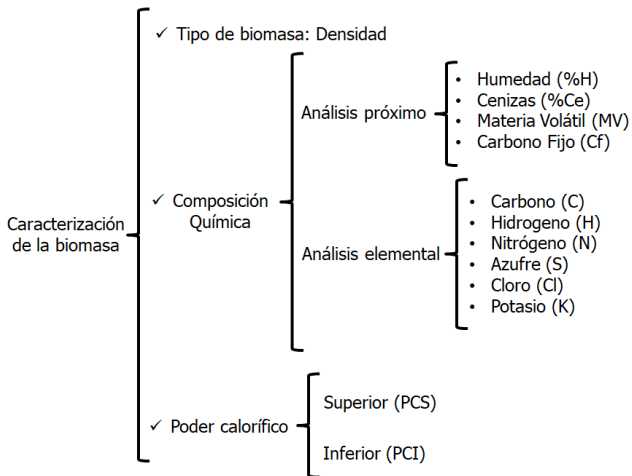 Caracterización
de la biomasa
✓ Tipo de biomasa: Densidad
✓ Composición
Química
Análisis próximo
• Humedad (%H)
• Cenizas (%Ce)
• Materia Volátil (MV)
• Carbono Fijo (Cf)
Análisis elemental
• Carbono (C)
• Hidrogeno (H)
• Nitrógeno (N)
• Azufre (S)
• Cloro (Cl)
• Potasio (K)
✓ Poder calorífico
Superior (PCS)
Inferior (PCI)